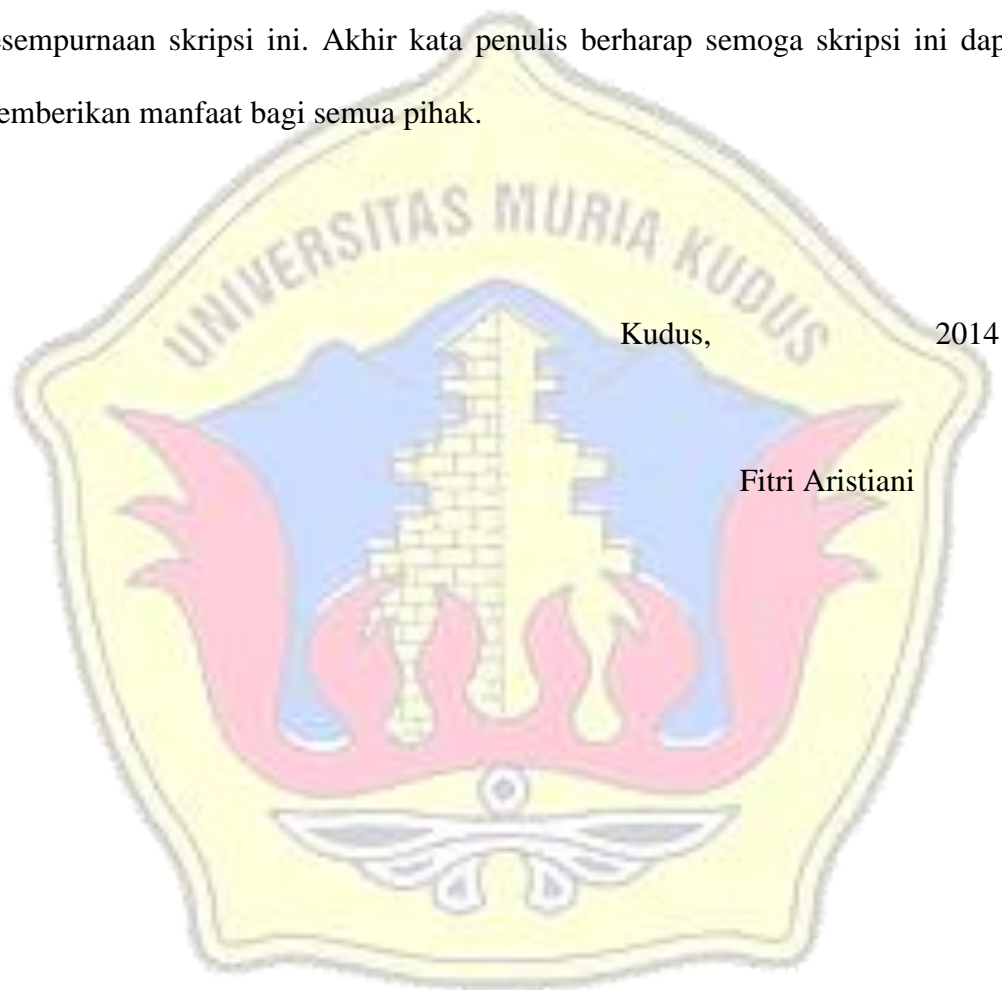 esempurnaan skripsi ini. Akhir kata penulis berharap semoga skripsi ini dap
emberikan manfaat bagi semua pihak.
UNIVERSITAS MURIA KUDUS
Kudus, 2014
Fitri Aristiani